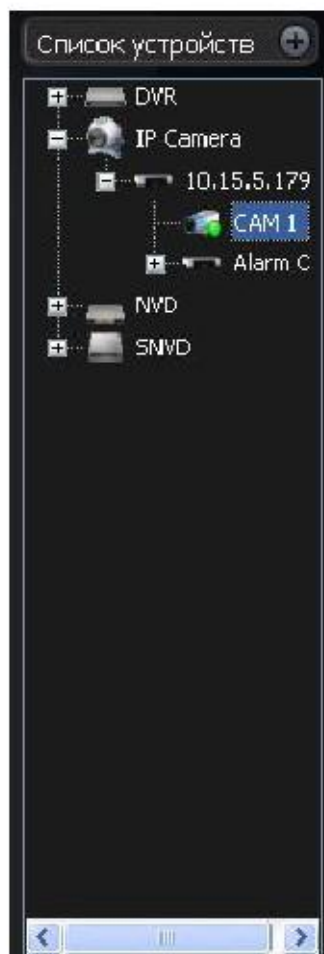 Список устройств
DVR
IP Camera
10.15.5.179
CAM 1
Alarm C
NVD
SNVD